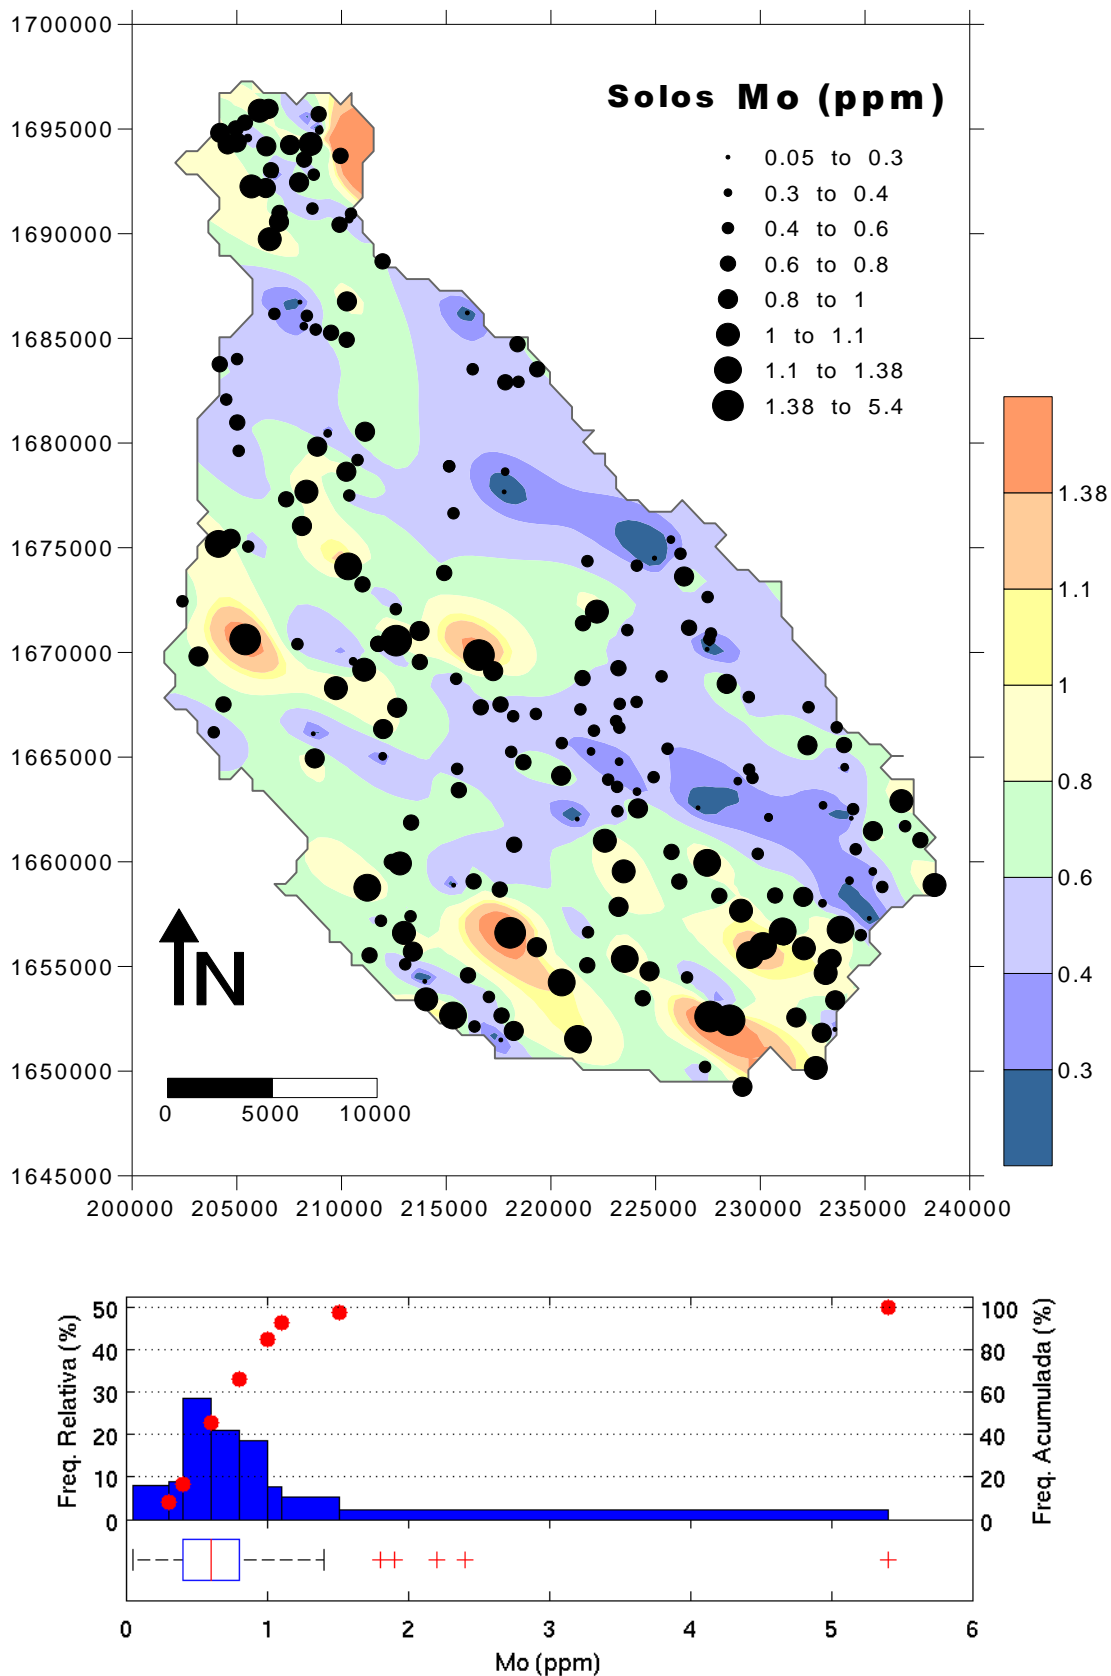 1700000
Solos Mo (ppm)
1695000
0.05 to 0.3
0.3 to 0.4
0.4 to 0.6
1690000
0.6 to 0.8
0.8 to 1
1685000
1 to 1.1
1.1 to 1.38
1.38 to 5.4
1680000
1.38
1675000
1.1
1670000
1
1665000
0.8
1660000
0.6
N
1655000
0.4
1650000
0.3
0 5000 10000
1645000
200000 205000 210000 215000 220000 225000 230000 235000 240000
Freq. Relativa (%)
50
40
30
20
10
0
100
80
60
40
20
0
Freq. Acumulada (%)
0 1 2 3 4 5 6
Mo (ppm)